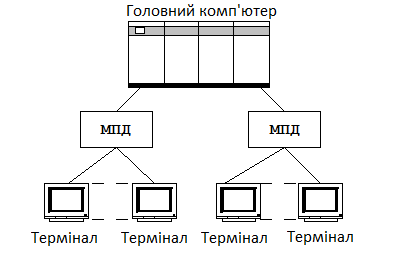 Головний комп'ютер
МПД
МПД
Термінал
Термінал
Термінал
Термінал